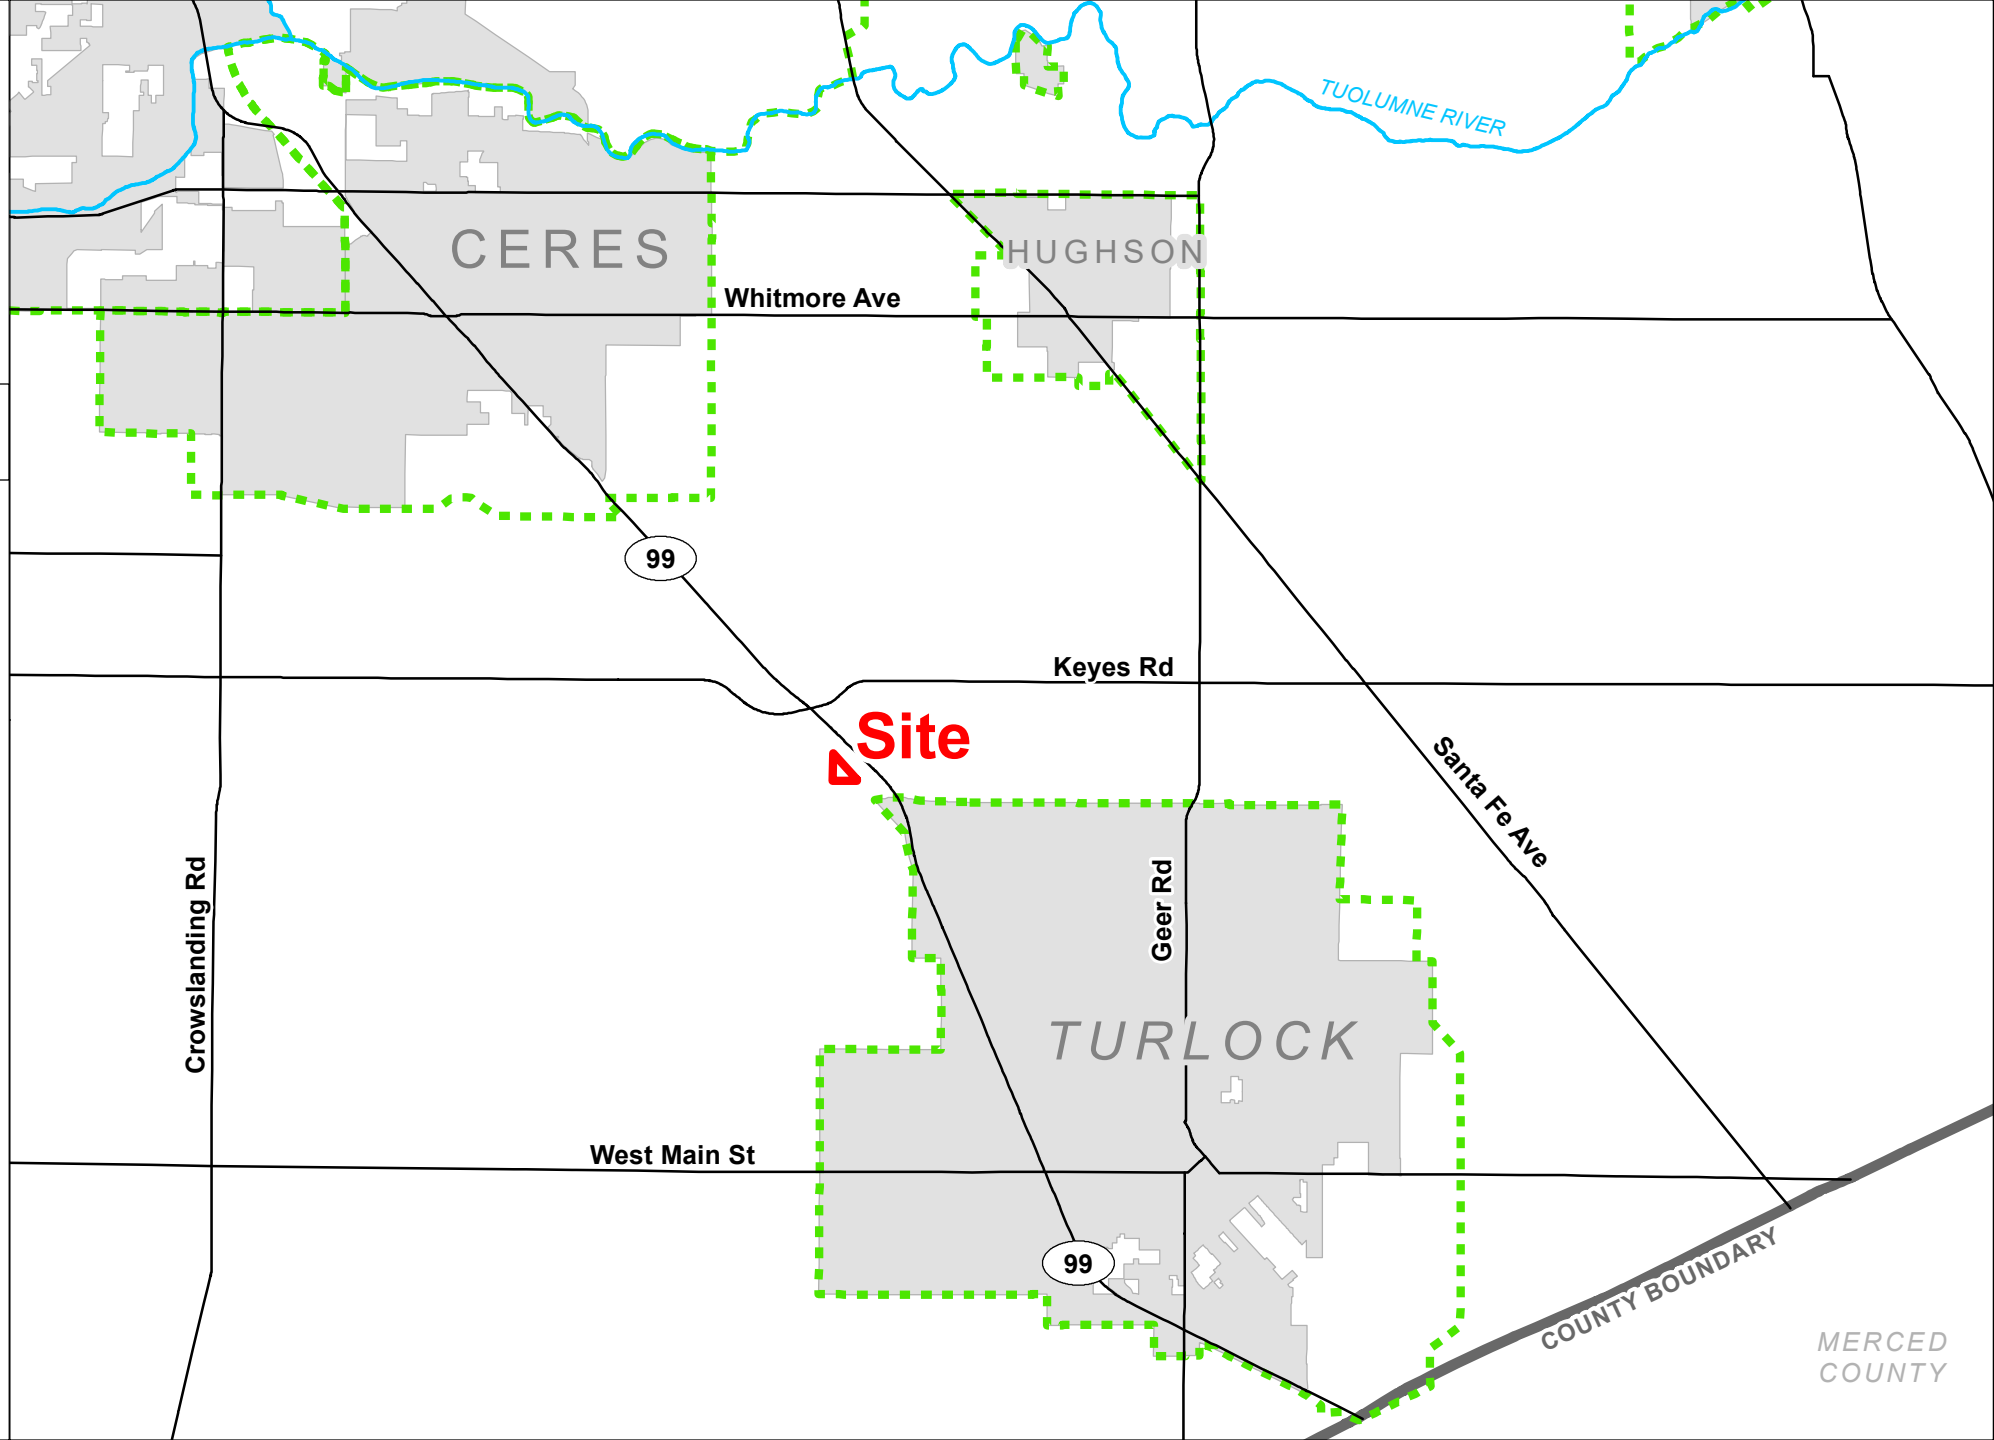 TUOLUMNE RIVER
CERES
HUGHSON
Whitmore Ave
99
Keyes Rd
Site
Santa Fe Ave
Crowslanding Rd
Geer Rd
TURLOCK
West Main St
99
COUNTY BOUNDARY
MERCED
COUNTY